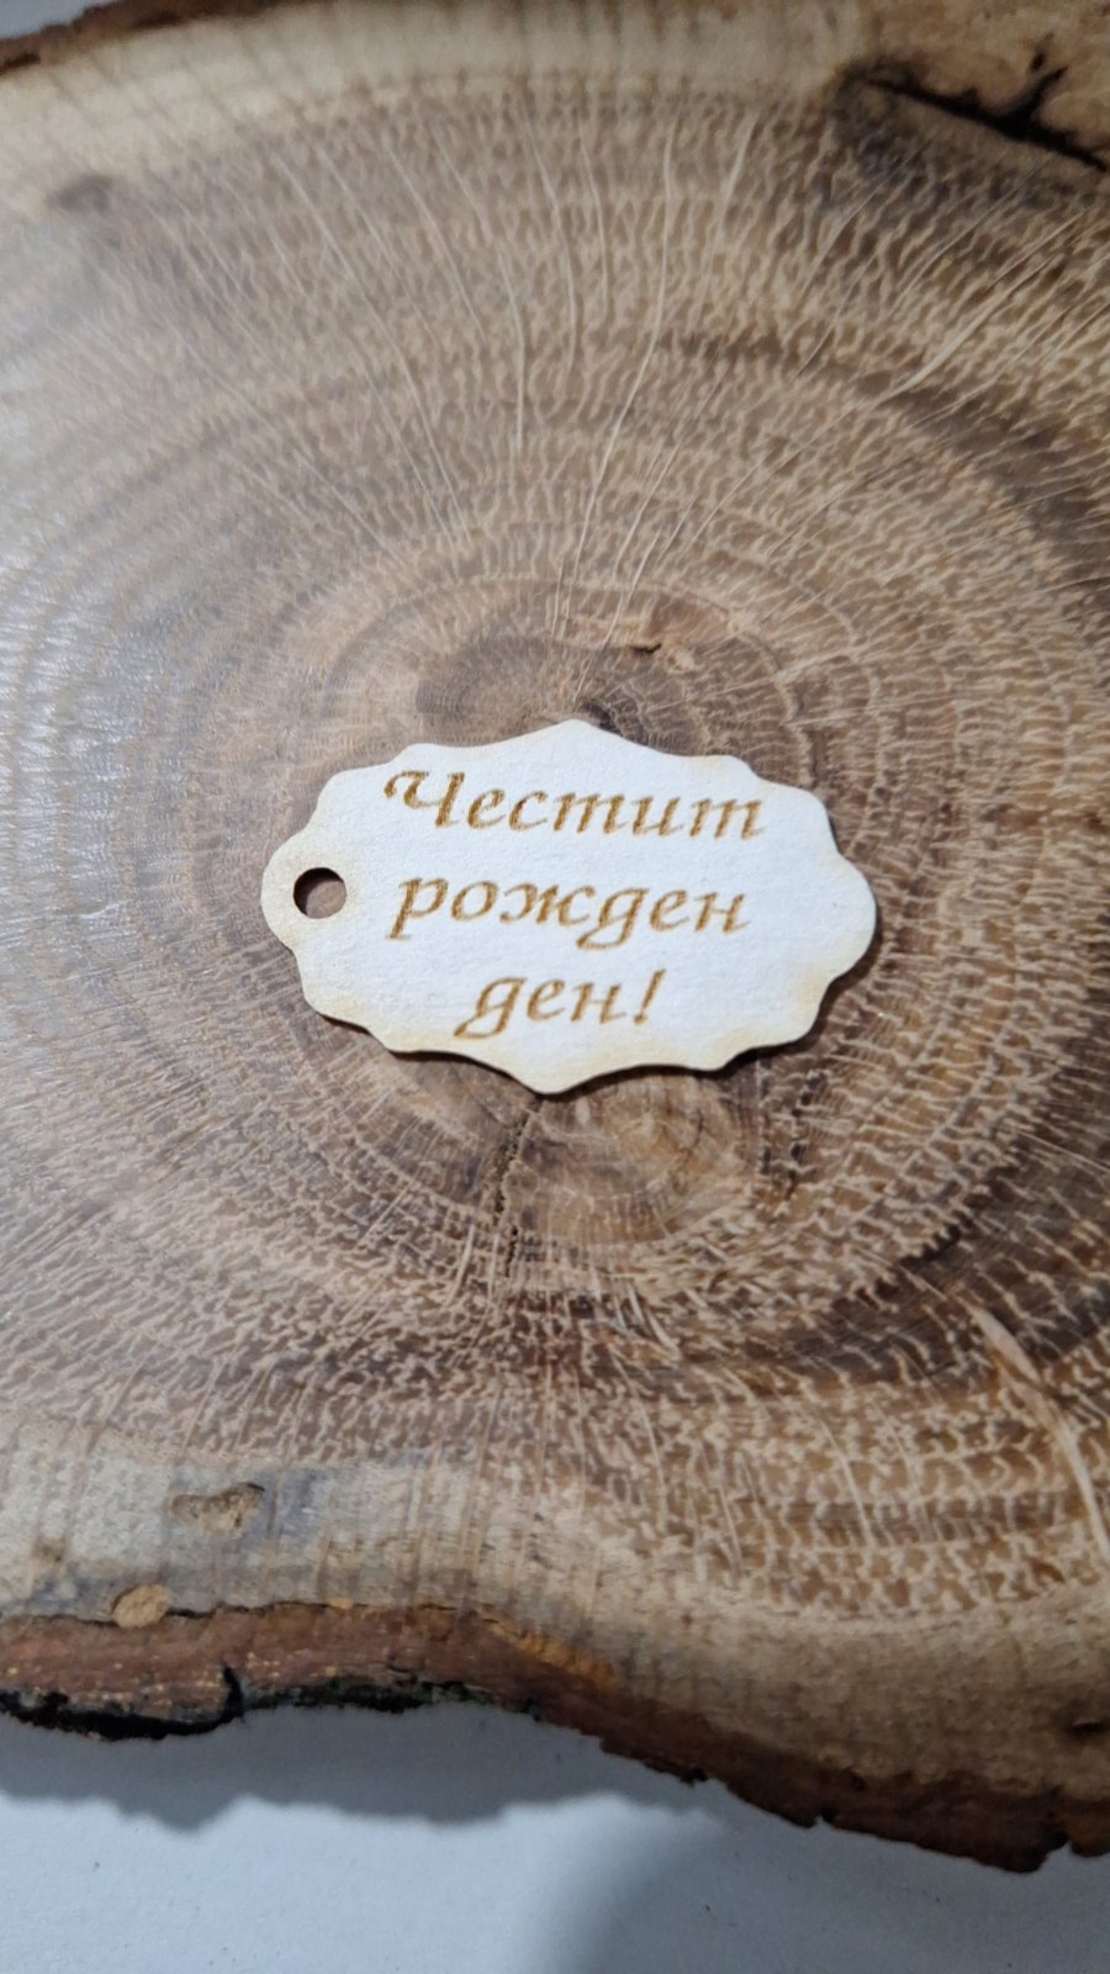 Честит
рожден
ден!